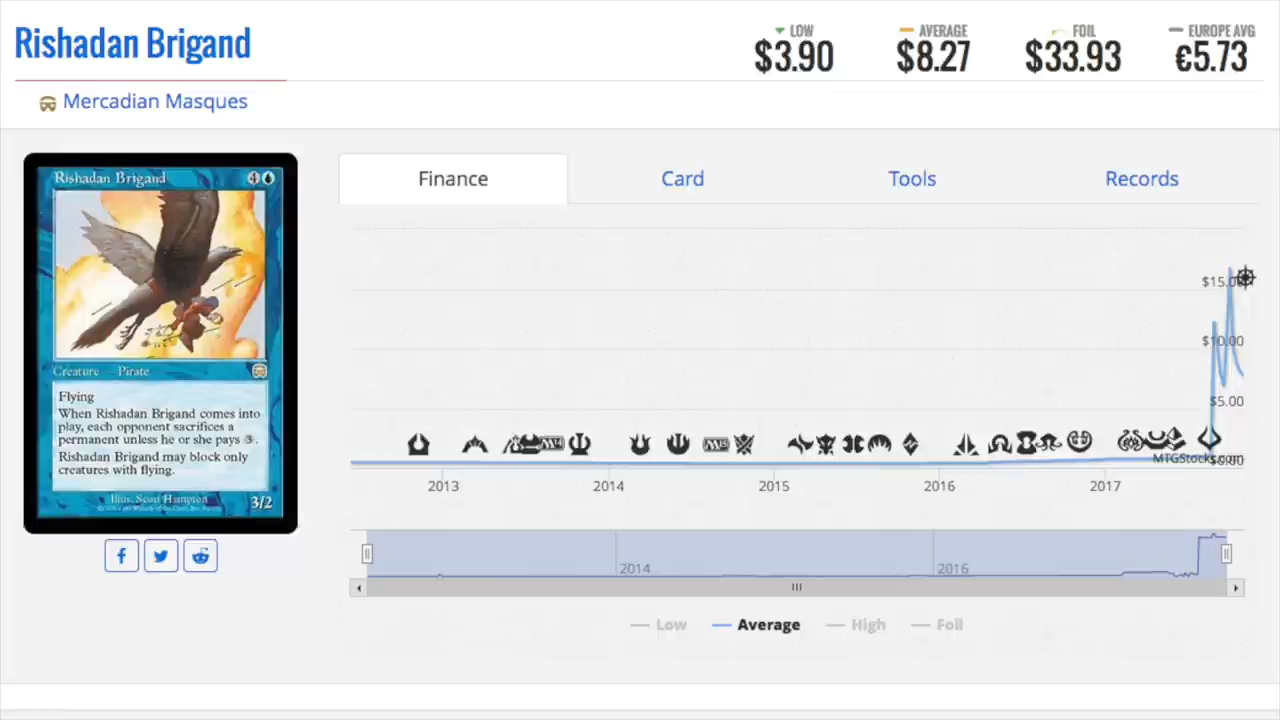 Rishadan Brigand
LOW
$3.90
AVERAGE
$8.27
FOIL
$33.93
EUROPE AVG
€5.73
Mercadian Masques
Rishadan Brigand 4
Creature — Pirate
Flying
When Rishadan Brigand comes into
play, each opponent sacrifices a
permanent unless he or she pays 3.
Rishadan Brigand may block only
creatures with flying.
Illus. Scott Hampton
3/2
Finance
Card
Tools
Records
$15.00
$10.00
$5.00
$0.00
MTGStocks.com
2013
2014
2015
2016
2017
2014
2016
Low
Average
High
Foil